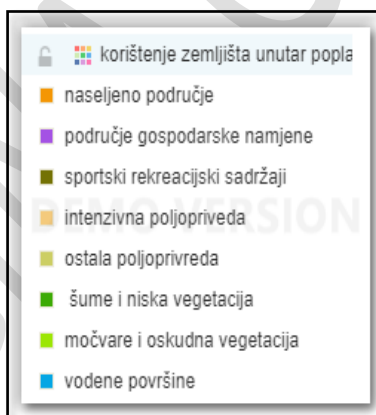 korištenje zemljišta unutar popla
naseljeno područje
područje gospodarske namjene
sportski rekreacijski sadržaji
intenzivna poljopriveda
DEMO VERSION
ostala poljoprivreda
šume i niska vegetacija
močvare i oskudna vegetacija
vodene površine